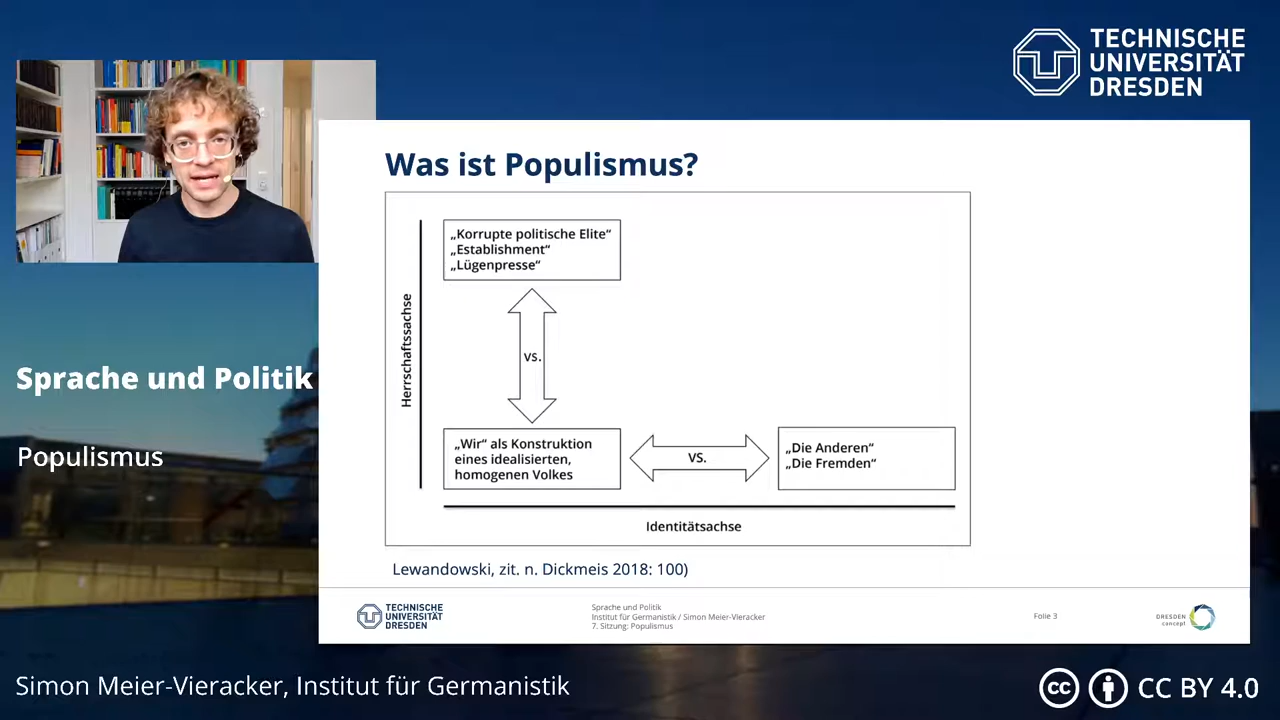 TECHNISCHE
UNIVERSITÄT
DRESDEN
Was ist Populismus?
„Korrupte politische Elite“
„Establishment“
„Lügenpresse“
Herrschaftssachse
vs.
„Wir“ als Konstruktion
eines idealisierten,
homogenen Volkes
vs.
„Die Anderen“
„Die Fremden“
Identitätsachse
Lewandowski, zit. n. Dickmeis 2018: 100)
Sprache und Politik
Populismus
TECHNISCHE
UNIVERSITÄT
DRESDEN
Sprache und Politik
Institut für Germanistik / Simon Meier-Vieracker
7. Sitzung: Populismus
Folie 3
DRESDEN
concept
Simon Meier-Vieracker, Institut für Germanistik
cc
CC BY 4.0